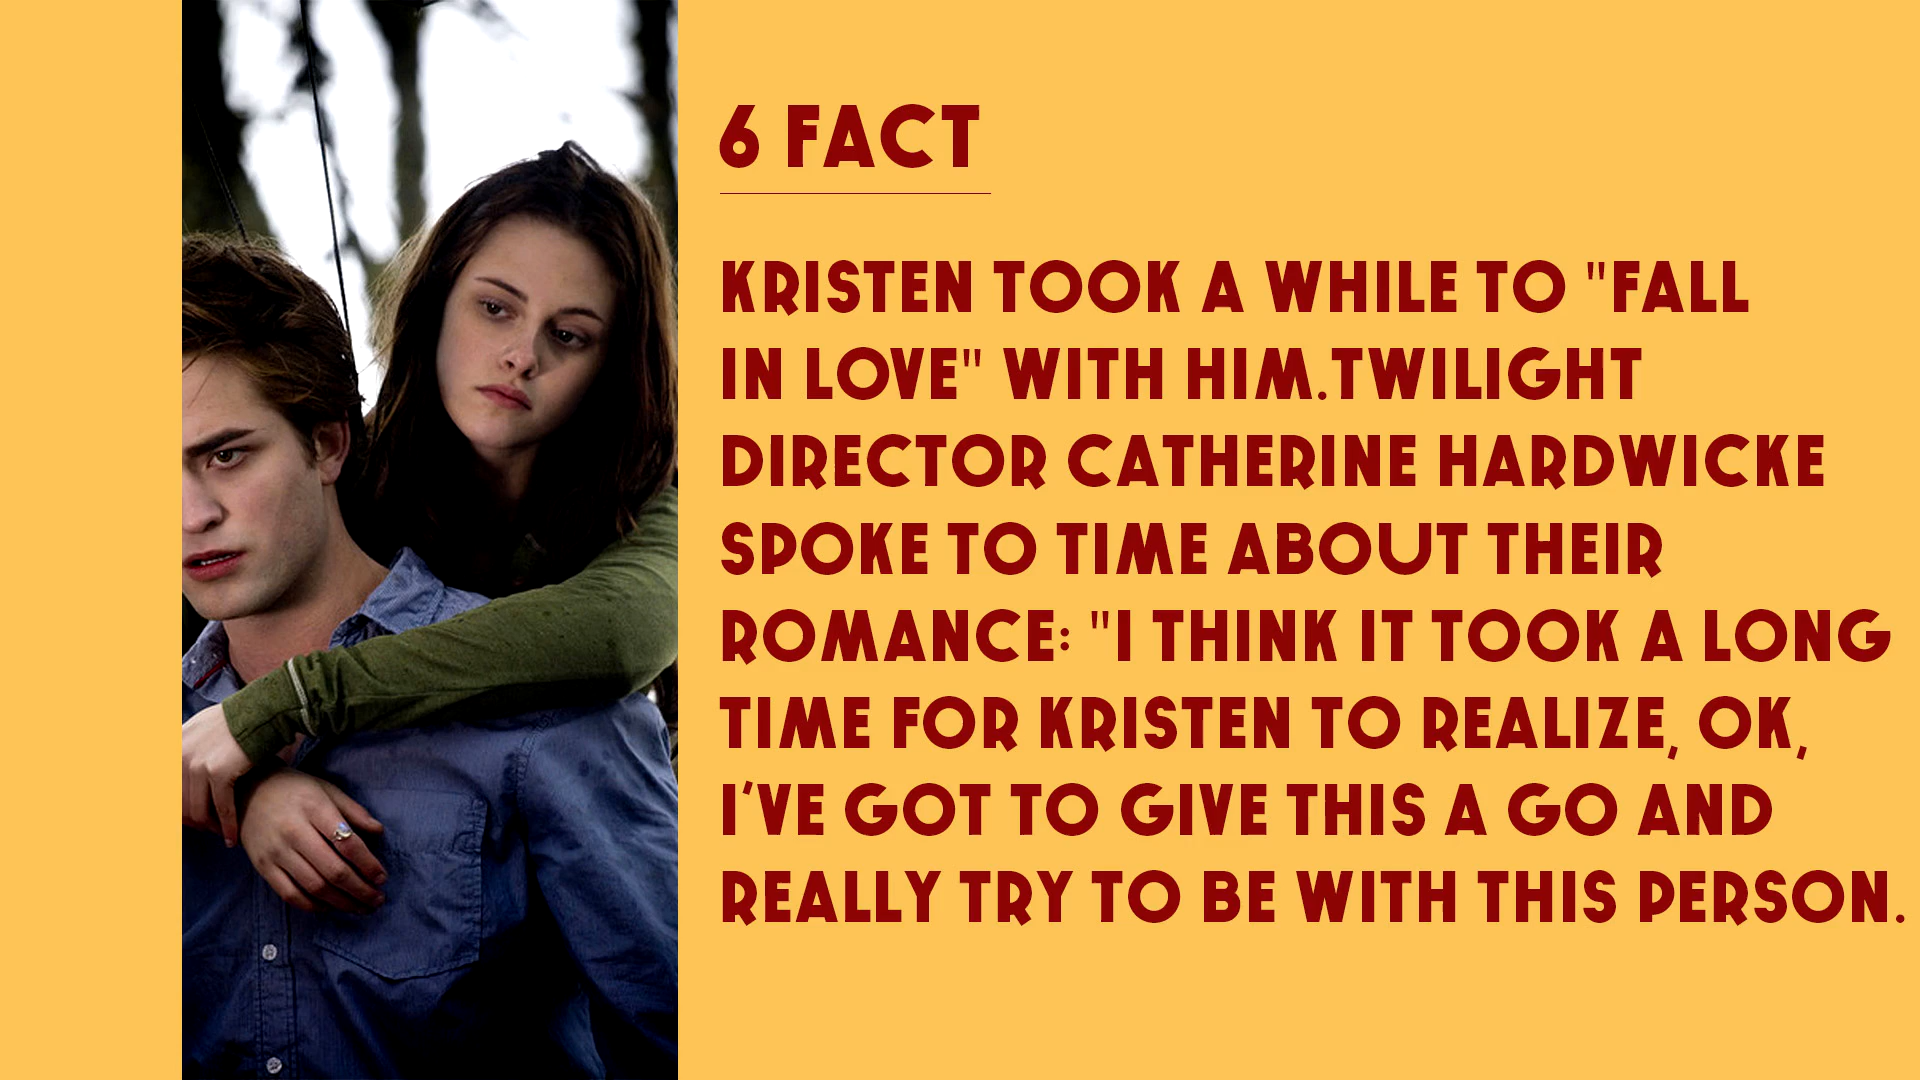 6 FACT
KRISTEN TOOK A WHILE TO "FALL
IN LOVE" WITH HIM.TWILIGHT
DIRECTOR CATHERINE HARDWICKE
SPOKE TO TIME ABOUT THEIR
ROMANCE: "I THINK IT TOOK A LONG
TIME FOR KRISTEN TO REALIZE, OK,
I'VE GOT TO GIVE THIS A GO AND
REALLY TRY TO BE WITH THIS PERSON.